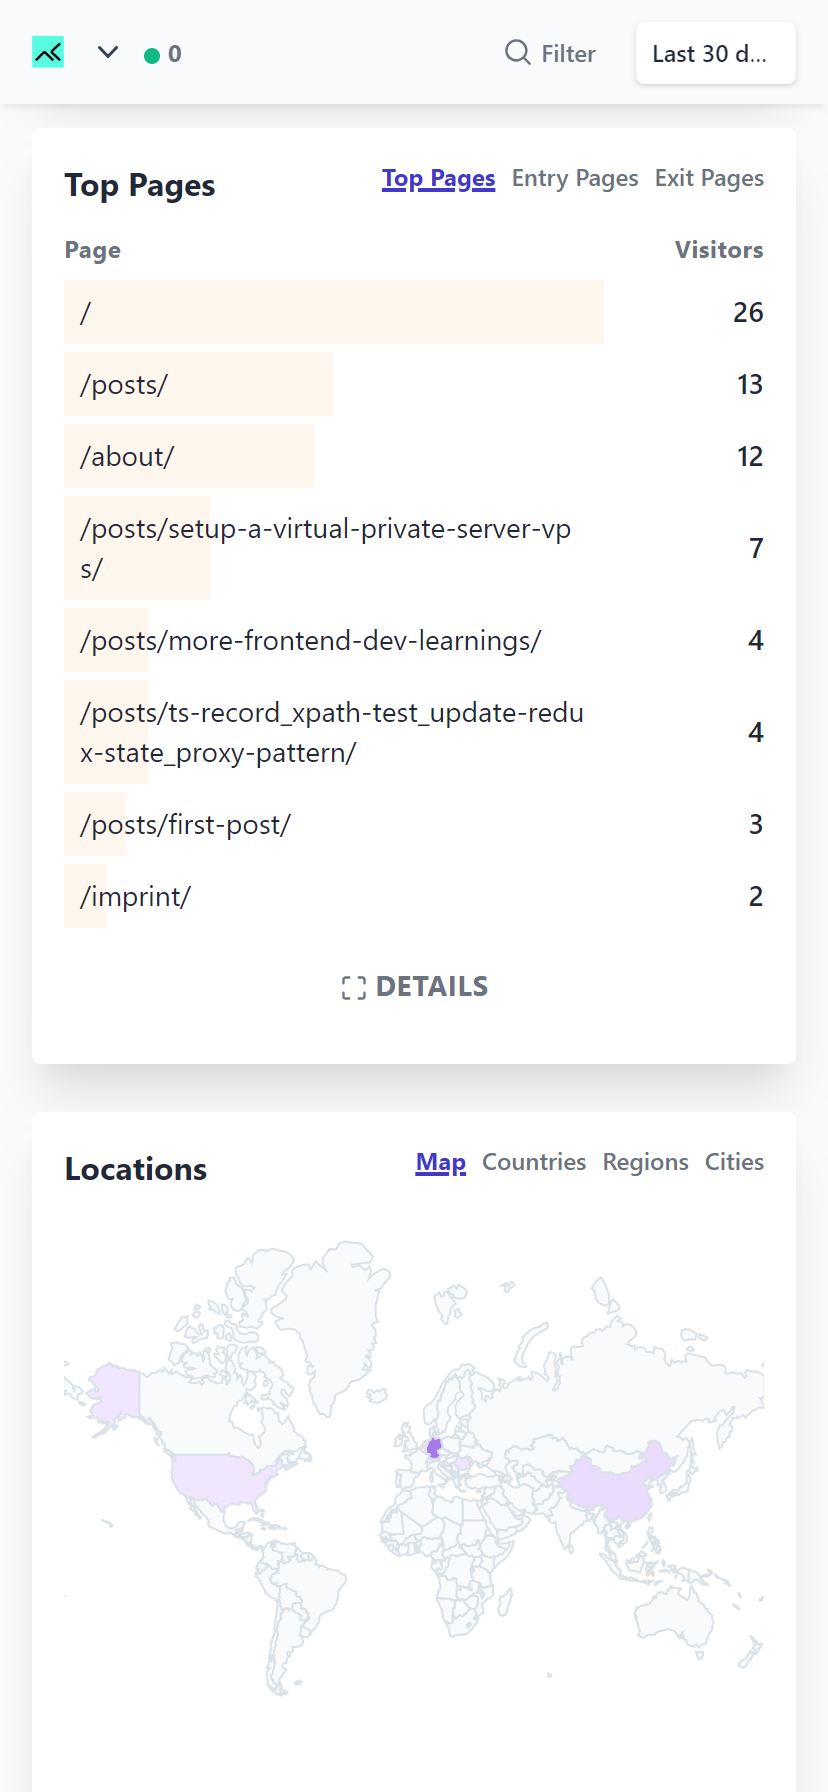 0
Filter
Last 30 d...
Top Pages
Top Pages Entry Pages Exit Pages
Page Visitors
/ 26
/posts/ 13
/about/ 12
/posts/setup-a-virtual-private-server-vp
s/
7
/posts/more-frontend-dev-learnings/ 4
/posts/ts-record_xpath-test_update-redu
x-state_proxy-pattern/
4
/posts/first-post/ 3
/imprint/ 2
DETAILS
Locations
Map Countries Regions Cities